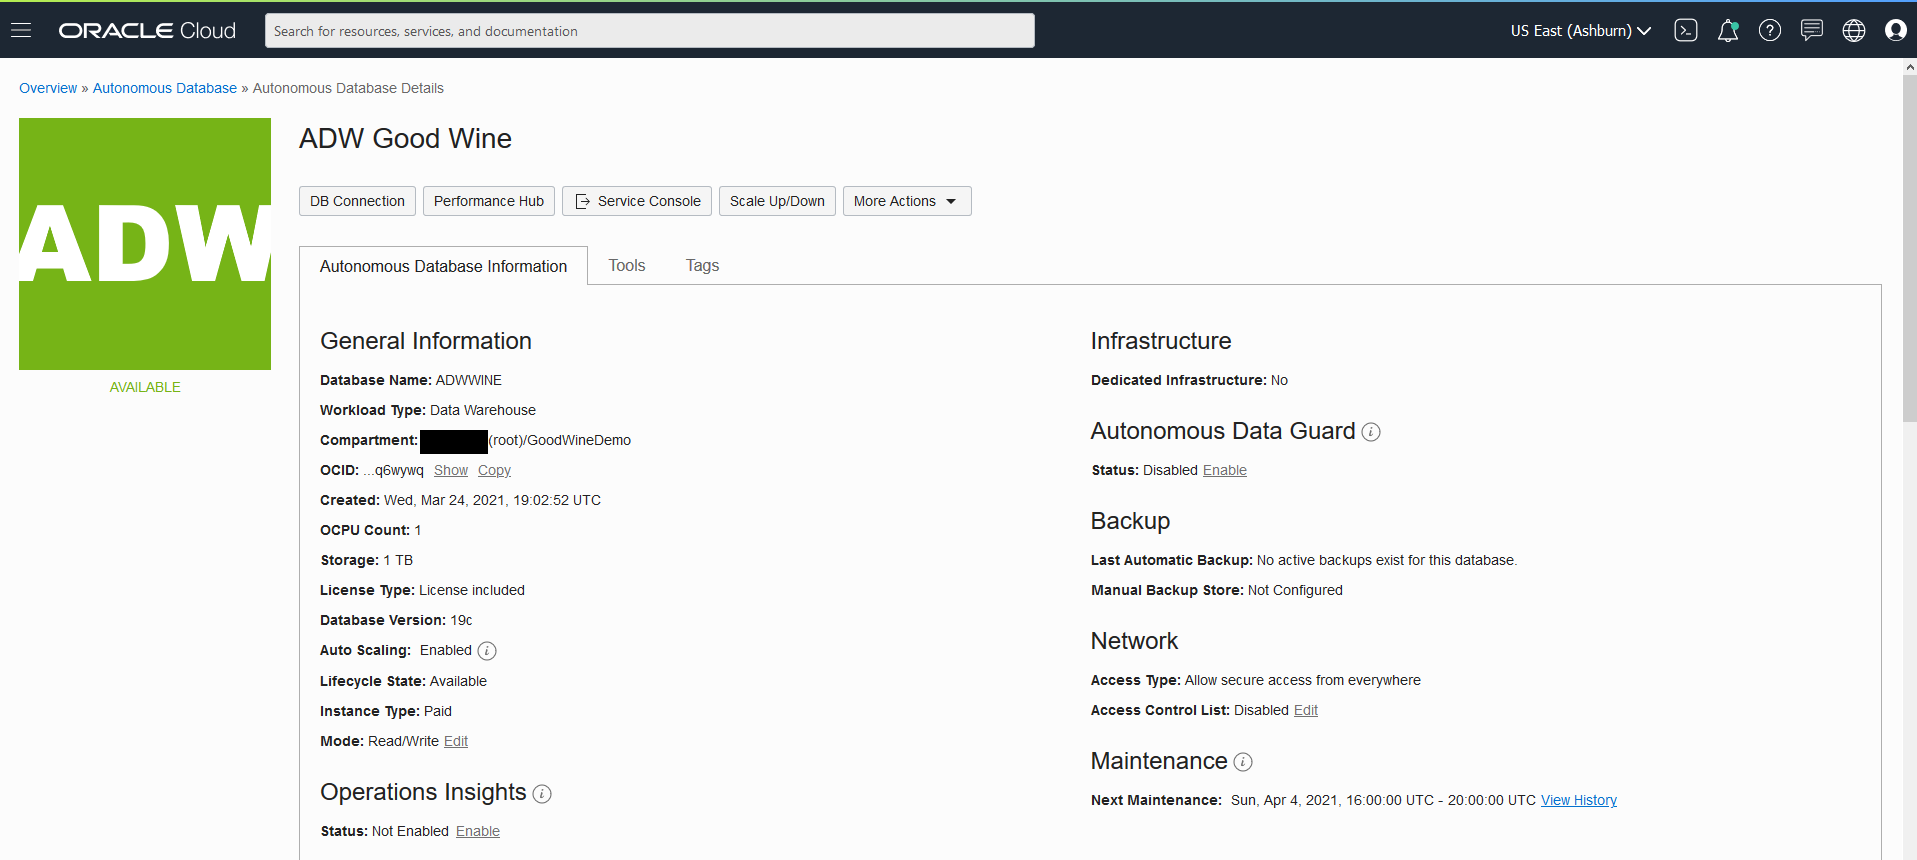 ORACLE Cloud
Search for resources, services, and documentation
US East (Ashburn)
Overview » Autonomous Database » Autonomous Database Details
ADW
AVAILABLE
ADW Good Wine
DB Connection
Performance Hub
Service Console
Scale Up/Down
More Actions
Autonomous Database Information
Tools
Tags
General Information
Database Name: ADWWINE
Workload Type: Data Warehouse
Compartment: (root)/GoodWineDemo
OCID: ...q6wywq Show Copy
Created: Wed, Mar 24, 2021, 19:02:52 UTC
OCPU Count: 1
Storage: 1 TB
License Type: License included
Database Version: 19c
Auto Scaling: Enabled
Lifecycle State: Available
Instance Type: Paid
Mode: Read/Write Edit
Operations Insights
Status: Not Enabled Enable
Infrastructure
Dedicated Infrastructure: No
Autonomous Data Guard
Status: Disabled Enable
Backup
Last Automatic Backup: No active backups exist for this database.
Manual Backup Store: Not Configured
Network
Access Type: Allow secure access from everywhere
Access Control List: Disabled Edit
Maintenance
Next Maintenance: Sun, Apr 4, 2021, 16:00:00 UTC - 20:00:00 UTC View History